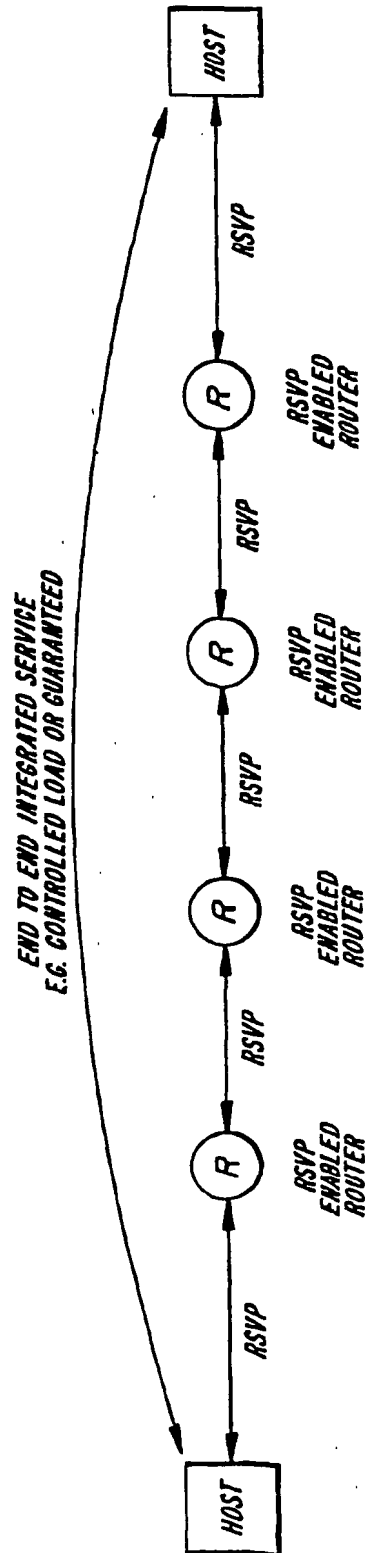 END TO END INTEGRATED SERVICE
E.G. CONTROLLED LOAD OR GUARANTEED
HOST
RSVP
R
RSVP
R
RSVP
R
RSVP
R
RSVP
HOST
RSVP
ENABLED
ROUTER
RSVP
ENABLED
ROUTER
RSVP
ENABLED
ROUTER
RSVP
ENABLED
ROUTER